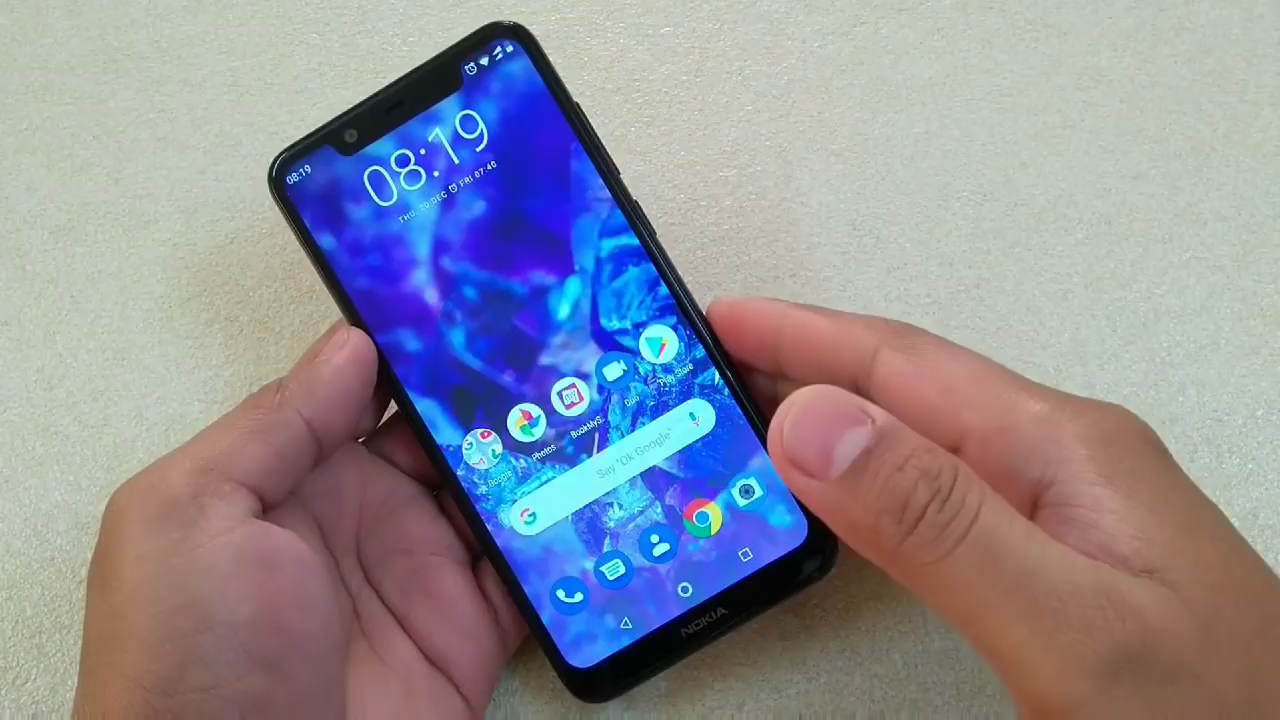 08:19
08:19
THU, 20 DEC FRI 07:40
Google
Photos
BookMyS..
Duo
Play Store
my
Say "Ok Google"
NOKIA